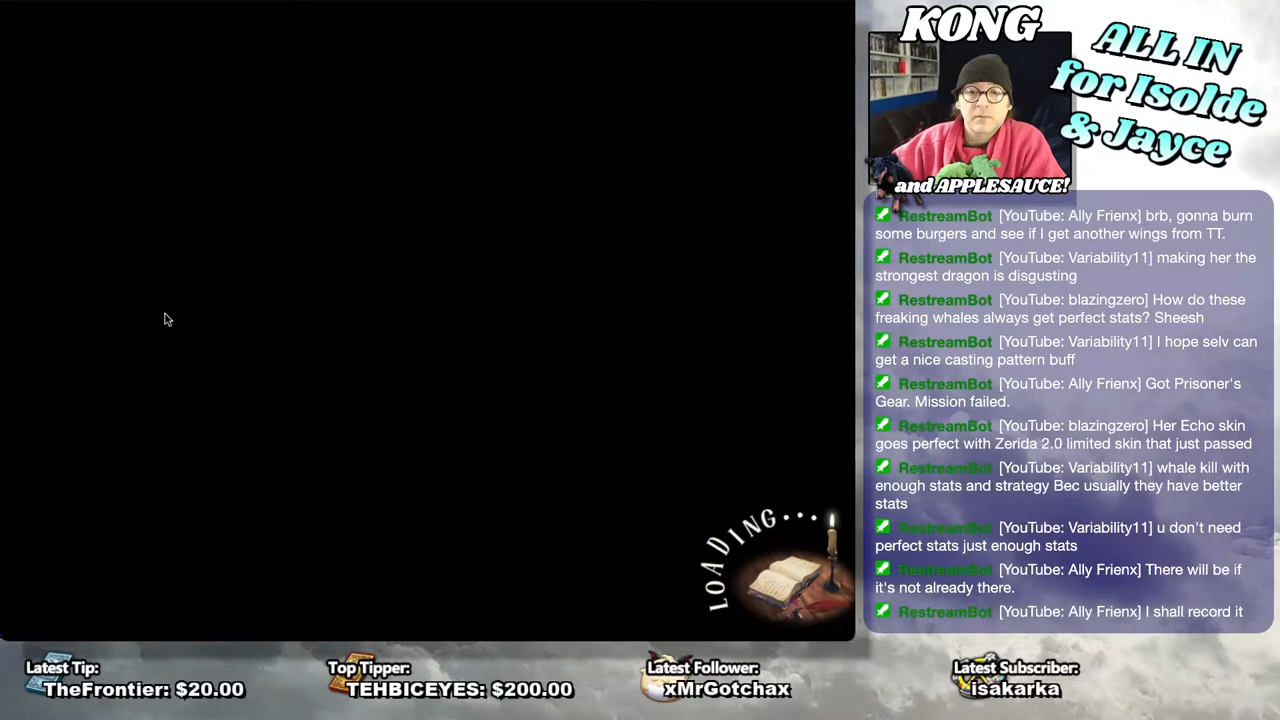 KONG
and APPLESAUCE!
ALL IN
for Isolde
& Jayce
RestreamBot [YouTube: Ally Frienx] brb, gonna burn
some burgers and see if I get another wings from TT.
RestreamBot [YouTube: Variability11] making her the
strongest dragon is disgusting
RestreamBot [YouTube: blazingzero] How do these
freaking whales always get perfect stats? Sheesh
RestreamBot [YouTube: Variability11] I hope selv can
get a nice casting pattern buff
RestreamBot [YouTube: Ally Frienx] Got Prisoner's
Gear. Mission failed.
RestreamBot [YouTube: blazingzero] Her Echo skin
goes perfect with Zerida 2.0 limited skin that just passed
RestreamBot [YouTube: Variability11] whale kill with
enough stats and strategy Bec usually they have better
stats
RestreamBot [YouTube: Variability11] u don't need
perfect stats just enough stats
RestreamBot [YouTube: Ally Frienx] There will be if
it's not already there.
RestreamBot [YouTube: Ally Frienx] I shall record it
LOADING...
Latest Tip:
TheFrontier: $20.00
Top Tipper:
TEHBICEYES: $200.00
Latest Follower:
xMrGotchax
Latest Subscriber:
isakarka